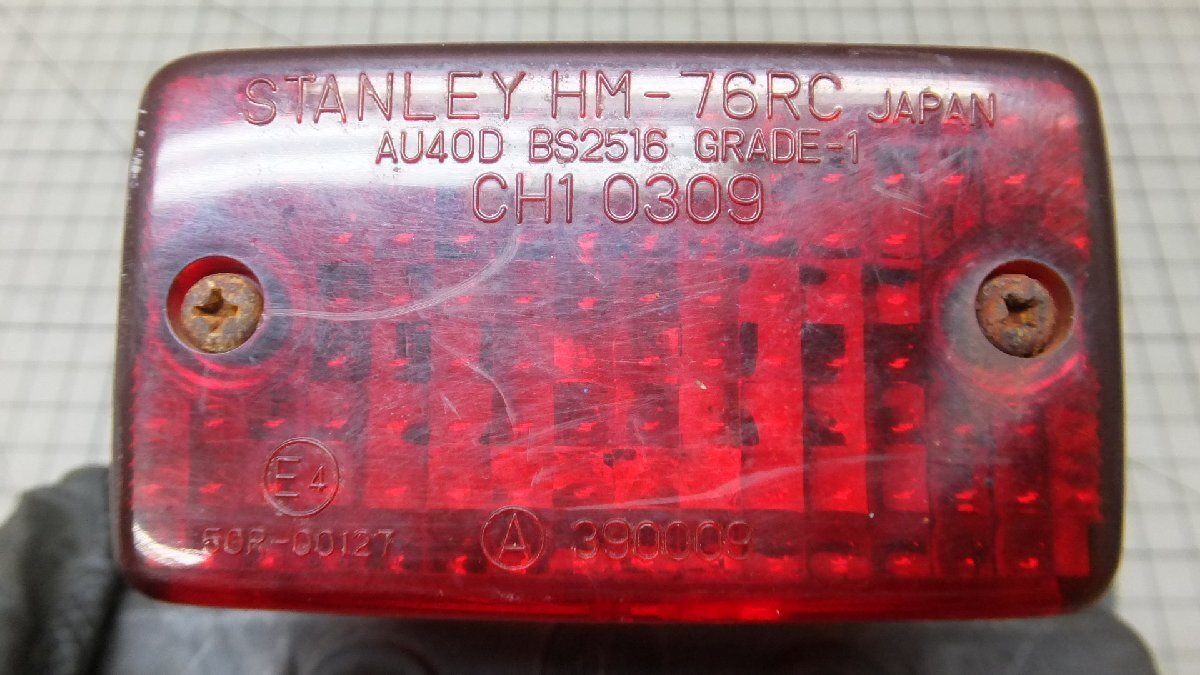 STANLEY HM-76RC JAPAN
AU40D BS2516 GRADE-1
CH1 0309
E4
50R-00127
A 390009